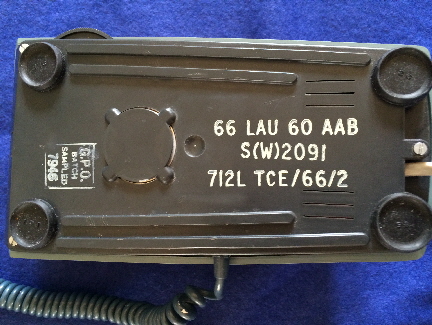 66 LAU 60 AAB
S(W)2091
712L TCE/66/2
G.P.O.
BATCH
SAMPLED
7946